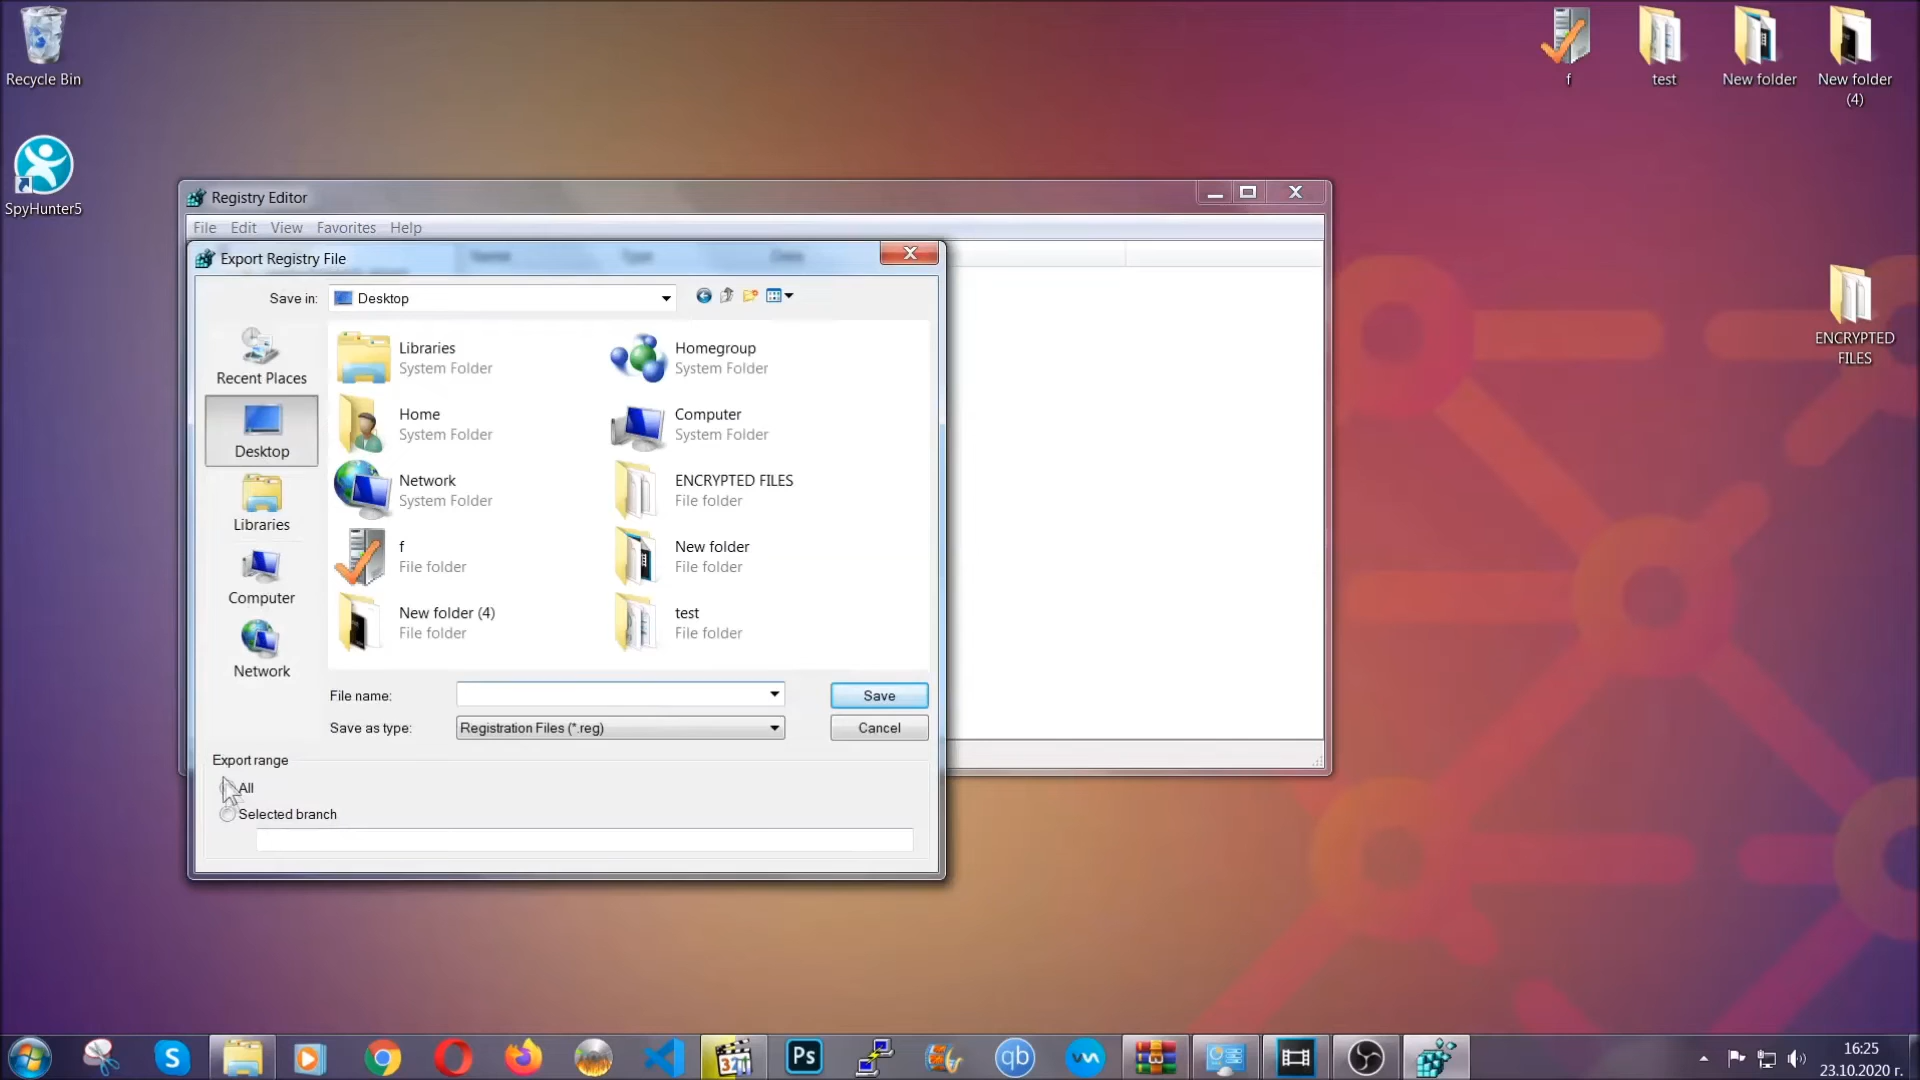 Recycle Bin
SpyHunter5
f
test
New folder
New folder
(4)
ENCRYPTED
FILES
Registry Editor
File Edit View Favorites Help
Export Registry File
Save in: Desktop
Recent Places
Desktop
Libraries
Computer
Network
Libraries
System Folder
Homegroup
System Folder
Home
System Folder
Computer
System Folder
Network
System Folder
ENCRYPTED FILES
File folder
f
File folder
New folder
File folder
New folder (4)
File folder
test
File folder
File name:
Save
Save as type: Registration Files (*.reg)
Cancel
Export range
All
Selected branch
S
321
Ps
qb
16:25
23.10.2020 г.